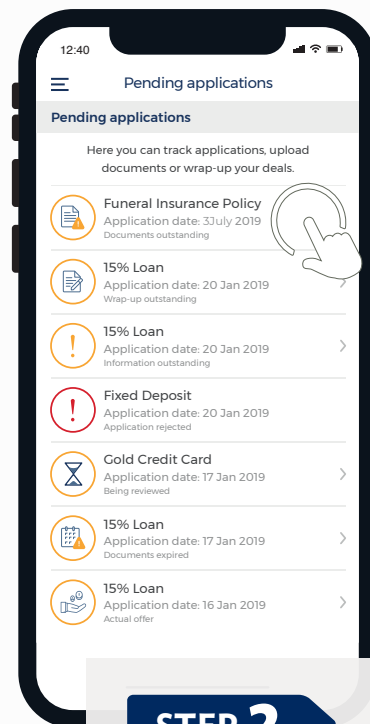 12:40
Pending applications
Pending applications
Here you can track applications, upload
documents or wrap-up your deals.
Funeral Insurance Policy
Application date: 3July 2019
Documents outstanding
15% Loan
Application date: 20 Jan 2019
Wrap-up outstanding
15% Loan
Application date: 20 Jan 2019
Information outstanding
Fixed Deposit
Application date: 20 Jan 2019
Application rejected
Gold Credit Card
Application date: 17 Jan 2019
Being reviewed
15% Loan
Application date: 17 Jan 2019
Documents expired
15% Loan
Application date: 16 Jan 2019
Actual offer
STEP 2